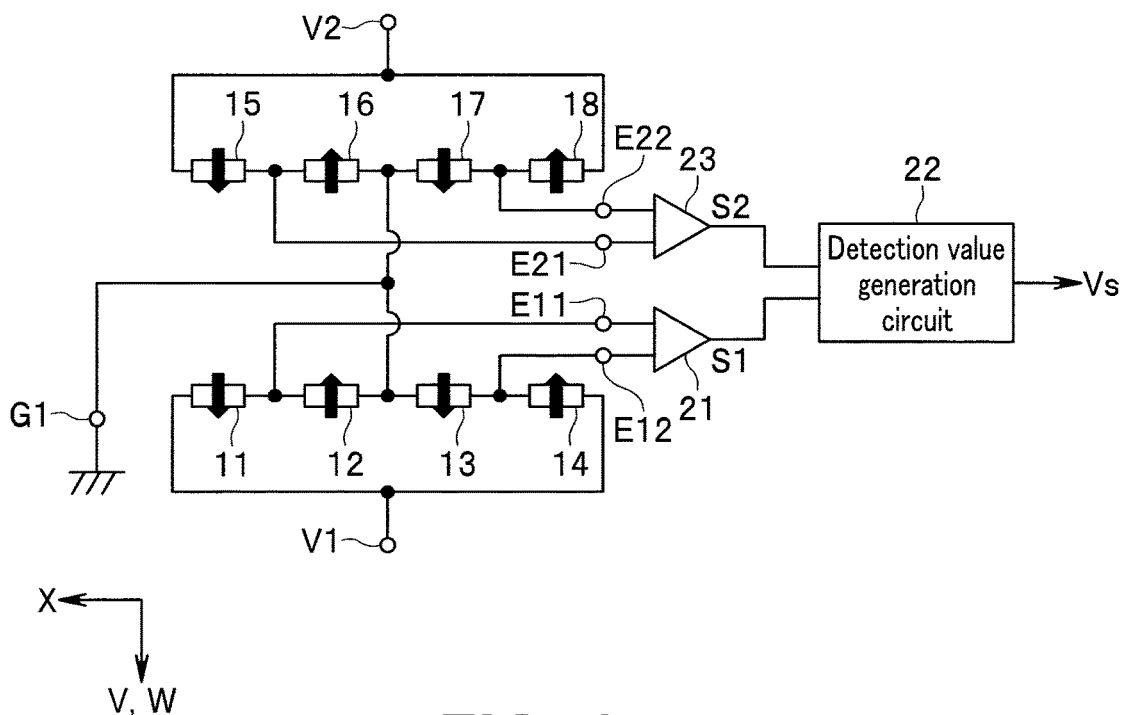 V2
15
16
17
18
E22
23
S2
22
E21
Detection value
generation
circuit
Vs
E11
S1
G1
E12
21
11
12
13
14
V1
X
V, W